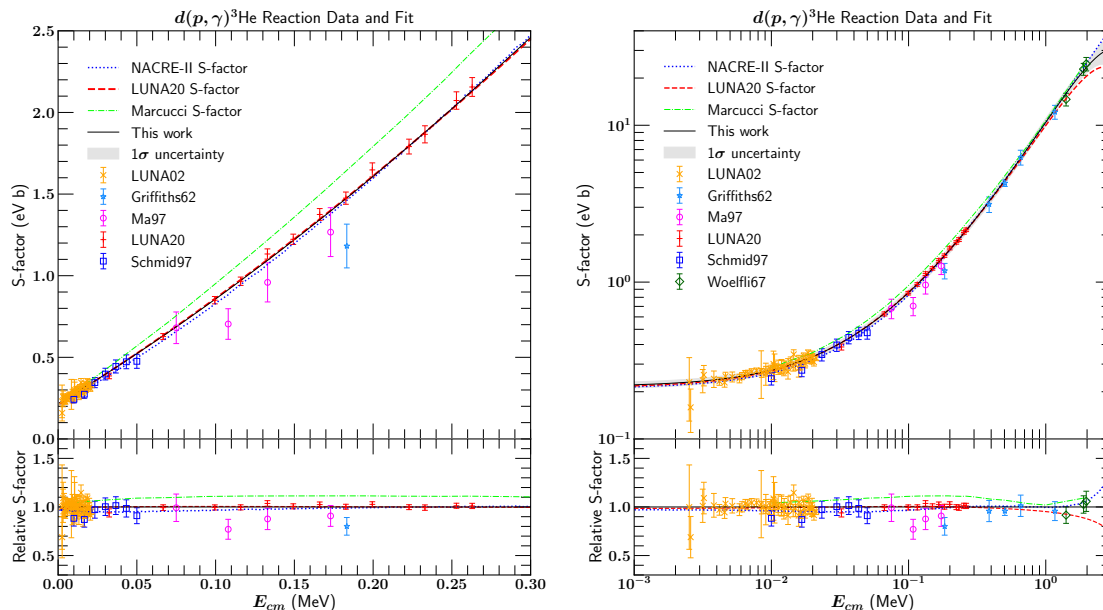 d(p, γ)³He Reaction Data and Fit
S-factor (eV b)
2.5
2.0
1.5
1.0
0.5
0.0
NACRE-II S-factor
LUNA20 S-factor
Marcucci S-factor
This work
1σ uncertainty
LUNA02
Griffiths62
Ma97
LUNA20
Schmid97
Relative S-factor
1.5
1.0
0.5
0.00 0.05 0.10 0.15 0.20 0.25 0.30
E_cm (MeV)
d(p, γ)³He Reaction Data and Fit
S-factor (eV b)
10¹
10⁰
10⁻¹
NACRE-II S-factor
LUNA20 S-factor
Marcucci S-factor
This work
1σ uncertainty
LUNA02
Griffiths62
Ma97
LUNA20
Schmid97
Woelfli67
Relative S-factor
1.5
1.0
0.5
10⁻³ 10⁻² 10⁻¹ 10⁰
E_cm (MeV)